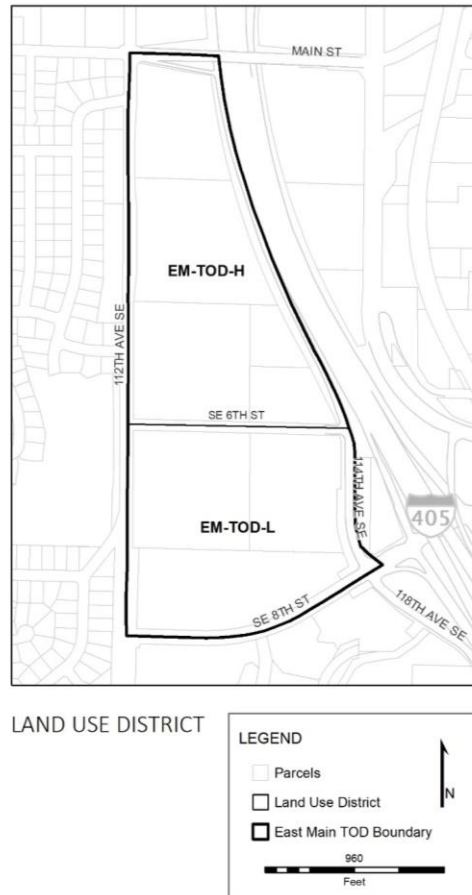 MAIN ST
EM-TOD-H
112TH AVE SE
SE 6TH ST
114TH AVE SE
405
EM-TOD-L
SE 8TH ST
118TH AVE SE
LAND USE DISTRICT
LEGEND
Parcels
Land Use District
East Main TOD Boundary
N
960
Feet